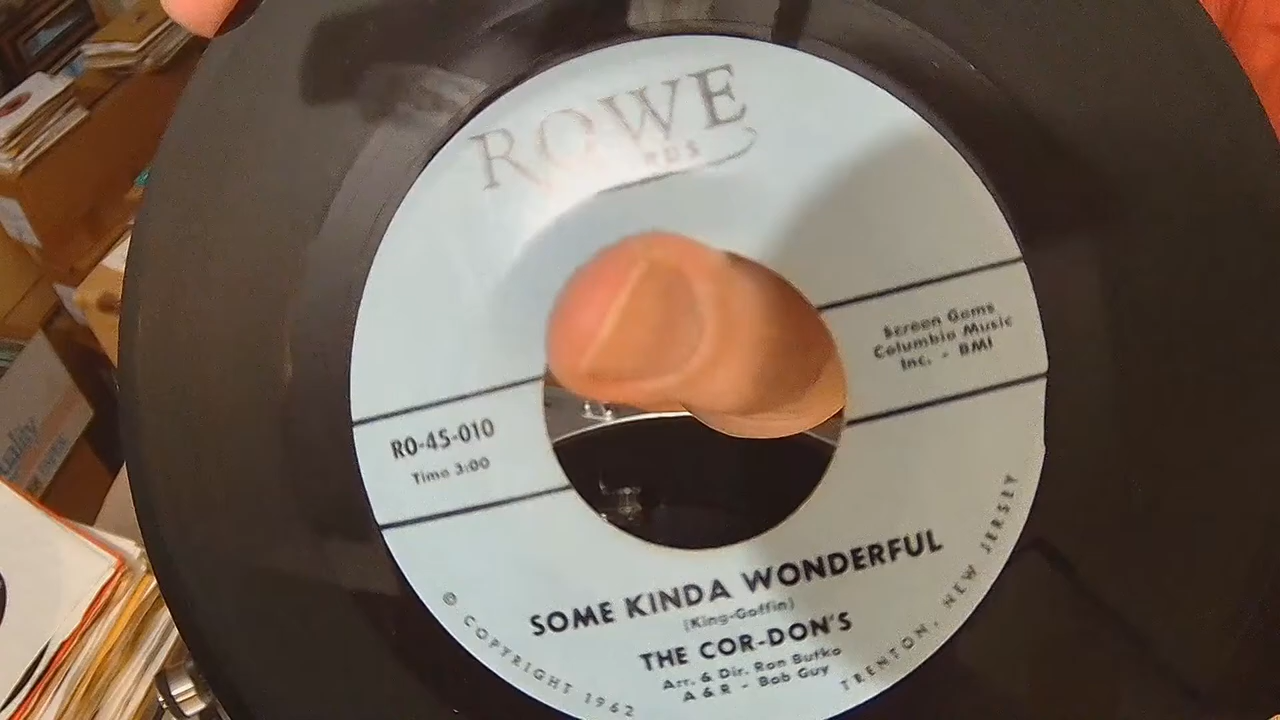 ROWE
RDS
Screen Gems
Columbia Music
Inc. - BMI
RO-45-010
Time 3:00
SOME KINDA WONDERFUL
(King-Goffin)
THE COR-DON'S
Arr. & Dir. Ron Butko
A & R - Bob Guy
© COPYRIGHT 1962
TRENTON, NEW JERSEY